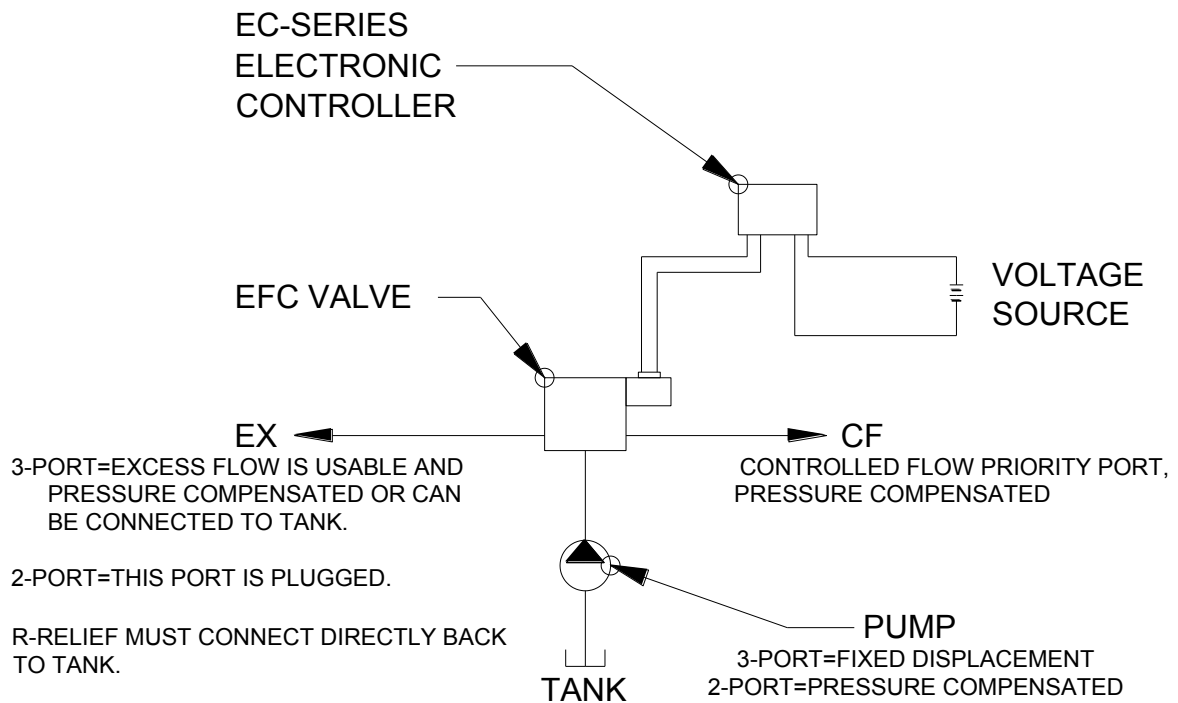 EC-SERIES
ELECTRONIC
CONTROLLER
EFC VALVE
VOLTAGE
SOURCE
EX
3-PORT=EXCESS FLOW IS USABLE AND
PRESSURE COMPENSATED OR CAN
BE CONNECTED TO TANK.
2-PORT=THIS PORT IS PLUGGED.
R-RELIEF MUST CONNECT DIRECTLY BACK
TO TANK.
CF
CONTROLLED FLOW PRIORITY PORT,
PRESSURE COMPENSATED
PUMP
3-PORT=FIXED DISPLACEMENT
2-PORT=PRESSURE COMPENSATED
TANK